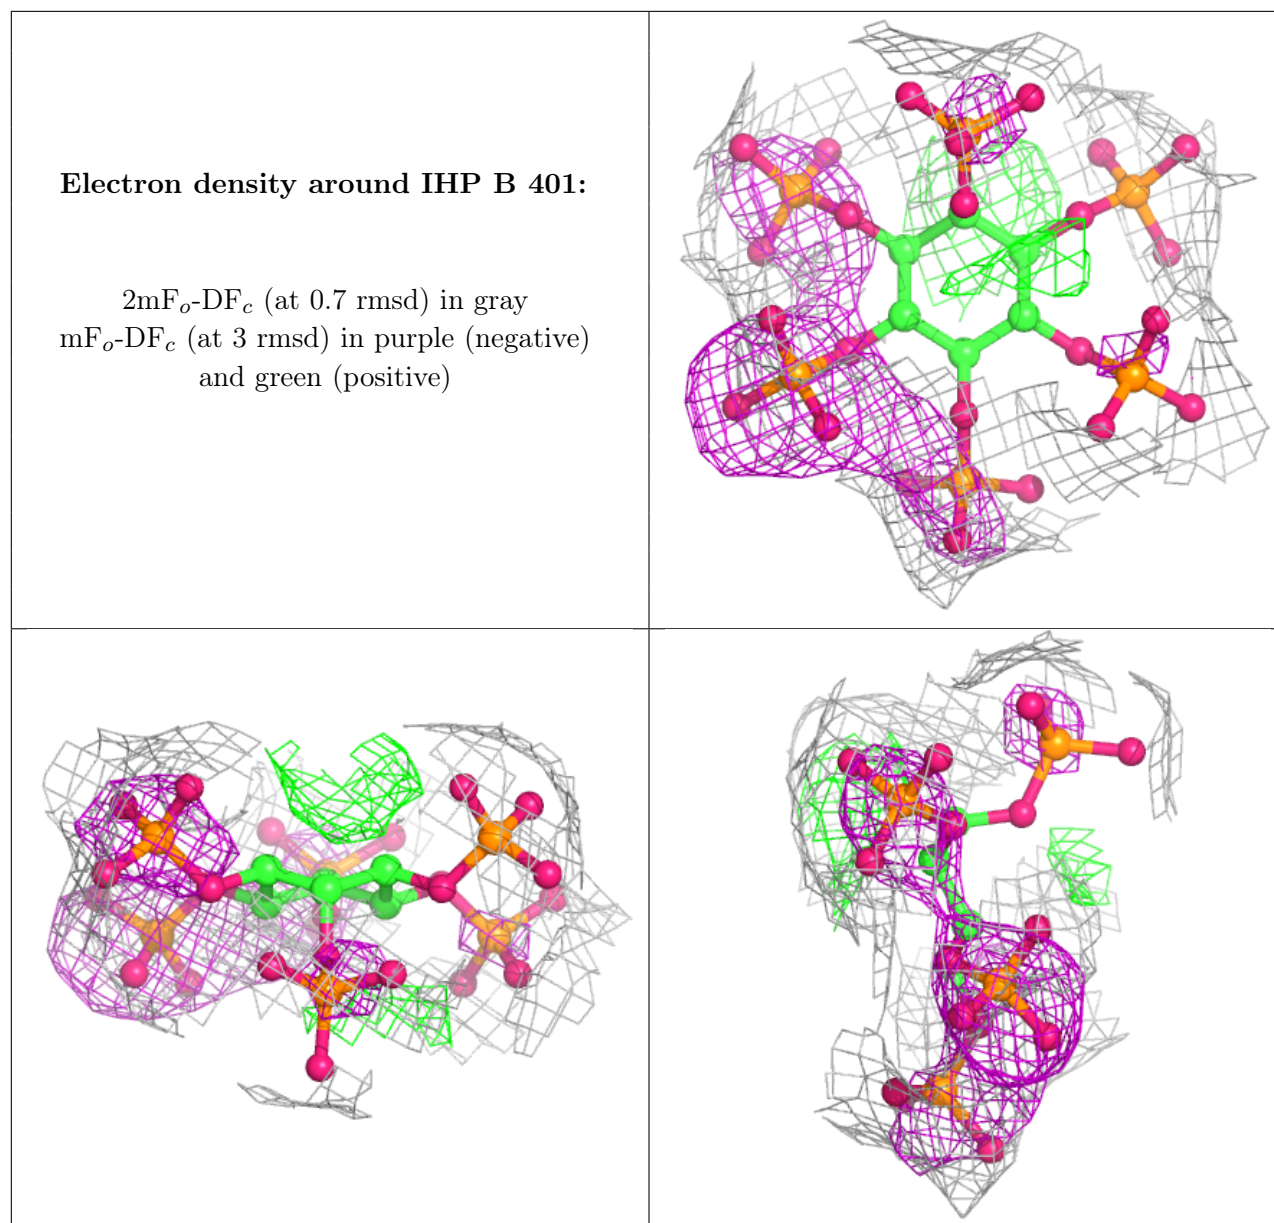 Electron density around IHP B 401:
2mFo-DFc (at 0.7 rmsd) in gray
mFo-DFc (at 3 rmsd) in purple (negative)
and green (positive)